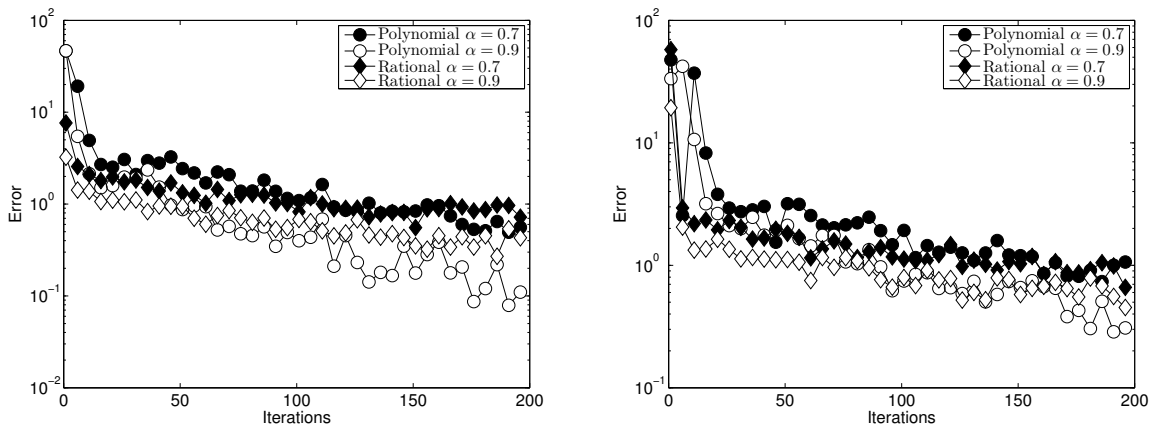 10^2
10^1
10^0
10^-1
10^-2
Error
0
50
100
150
200
Iterations
Polynomial α = 0.7
Polynomial α = 0.9
Rational α = 0.7
Rational α = 0.9
10^2
10^1
10^0
10^-1
Error
0
50
100
150
200
Iterations
Polynomial α = 0.7
Polynomial α = 0.9
Rational α = 0.7
Rational α = 0.9